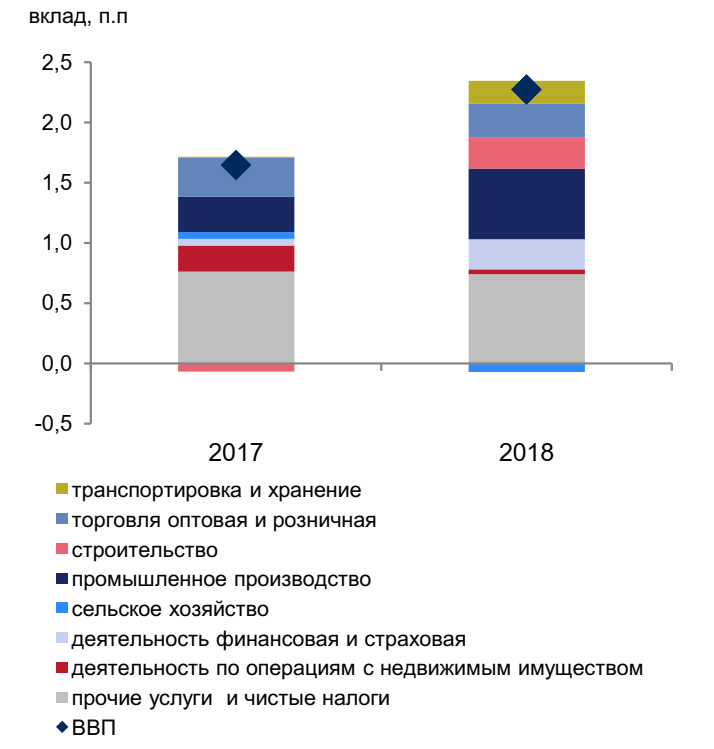 вклад, п.п
2,5
2,0
1,5
1,0
0,5
0,0
-0,5
2017 2018
транспортировка и хранение
торговля оптовая и розничная
строительство
промышленное производство
сельское хозяйство
деятельность финансовая и страховая
деятельность по операциям с недвижимым имуществом
прочие услуги и чистые налоги
ВВП